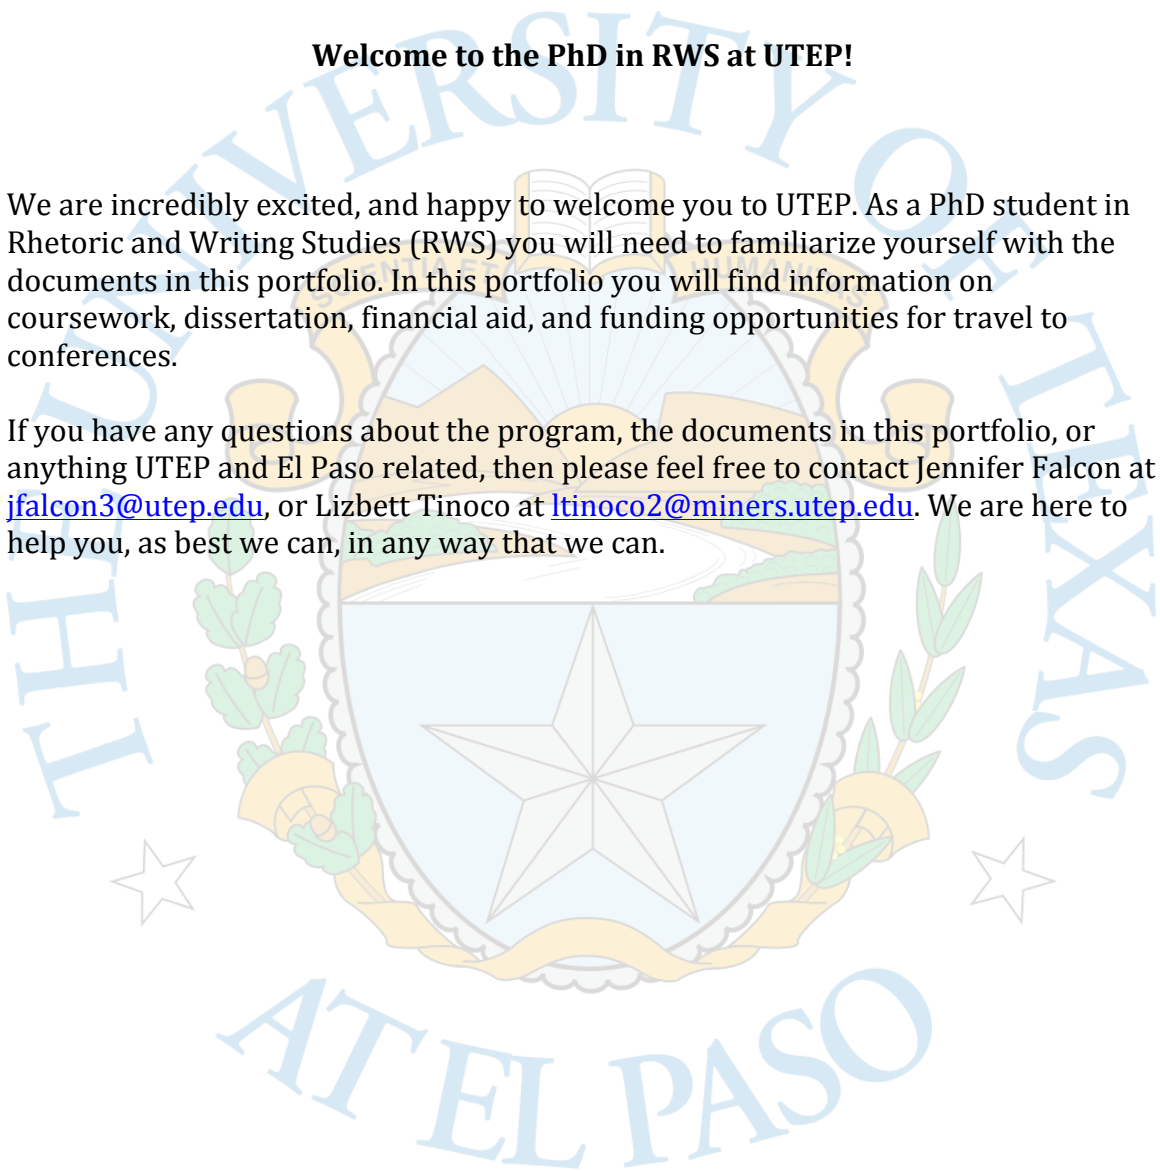 Welcome to the PhD in RWS at UTEP!
We are incredibly excited, and happy to welcome you to UTEP. As a PhD student in
Rhetoric and Writing Studies (RWS) you will need to familiarize yourself with the
documents in this portfolio. In this portfolio you will find information on
coursework, dissertation, financial aid, and funding opportunities for travel to
conferences.
If you have any questions about the program, the documents in this portfolio, or
anything UTEP and El Paso related, then please feel free to contact Jennifer Falcon at
jfalcon3@utep.edu, or Lizbett Tinoco at ltinoco2@miners.utep.edu. We are here to
help you, as best we can, in any way that we can.
THE UNIVERSITY OF TEXAS
SCIENTIA ET HUMANITAS
AT EL PASO